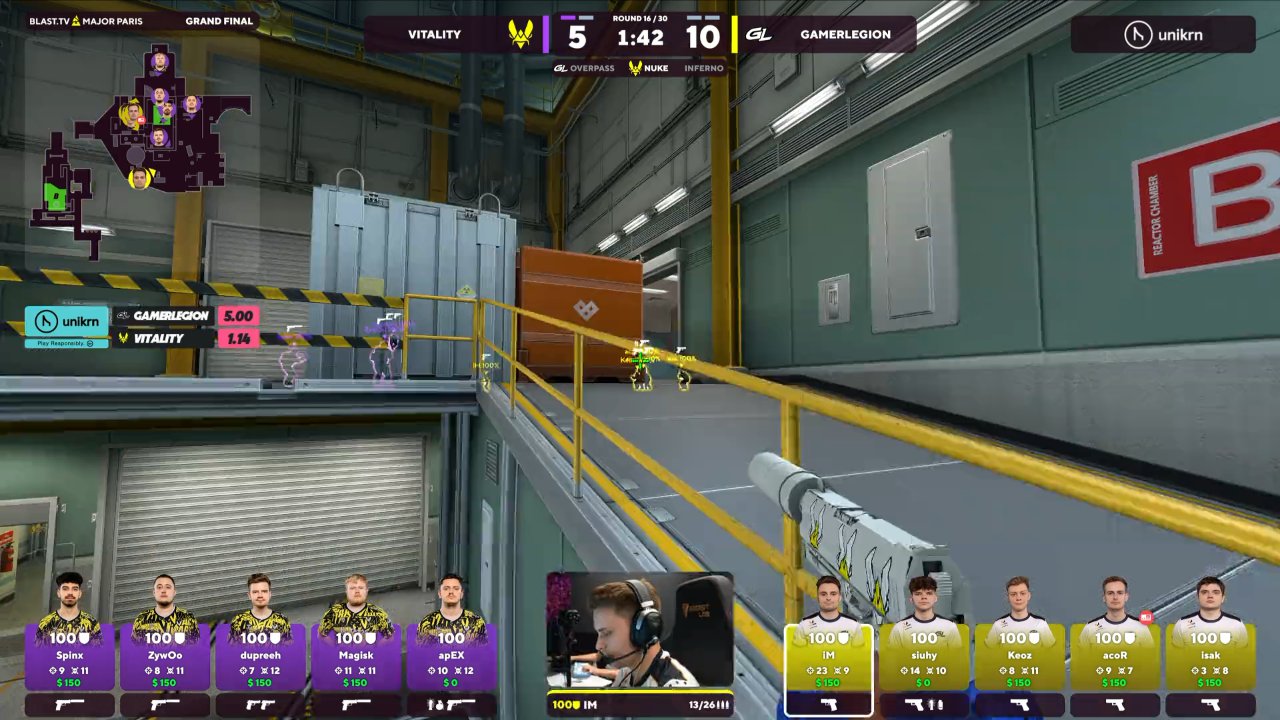 BLAST.TV MAJOR PARIS
GRAND FINAL
VITALITY
5
ROUND 16 / 30
1:42
10
GL
GAMERLEGION
unikrn
GL OVERPASS
NUKE
INFERNO
REACTOR CHAMBER
B
unikrn
Play Responsibly.
GAMERLEGION 5.00
VITALITY 1.14
100
Spinx
9 11
$150
100
ZywOo
8 11
$150
100
dupreeh
7 12
$150
100
Magisk
11 11
$150
100
apEX
10 12
$0
100 IM
13/26
100
iM
23 9
$150
100
siuhy
14 10
$0
100
Keoz
8 11
$150
100
acoR
9 7
$150
100
isak
3 8
$150